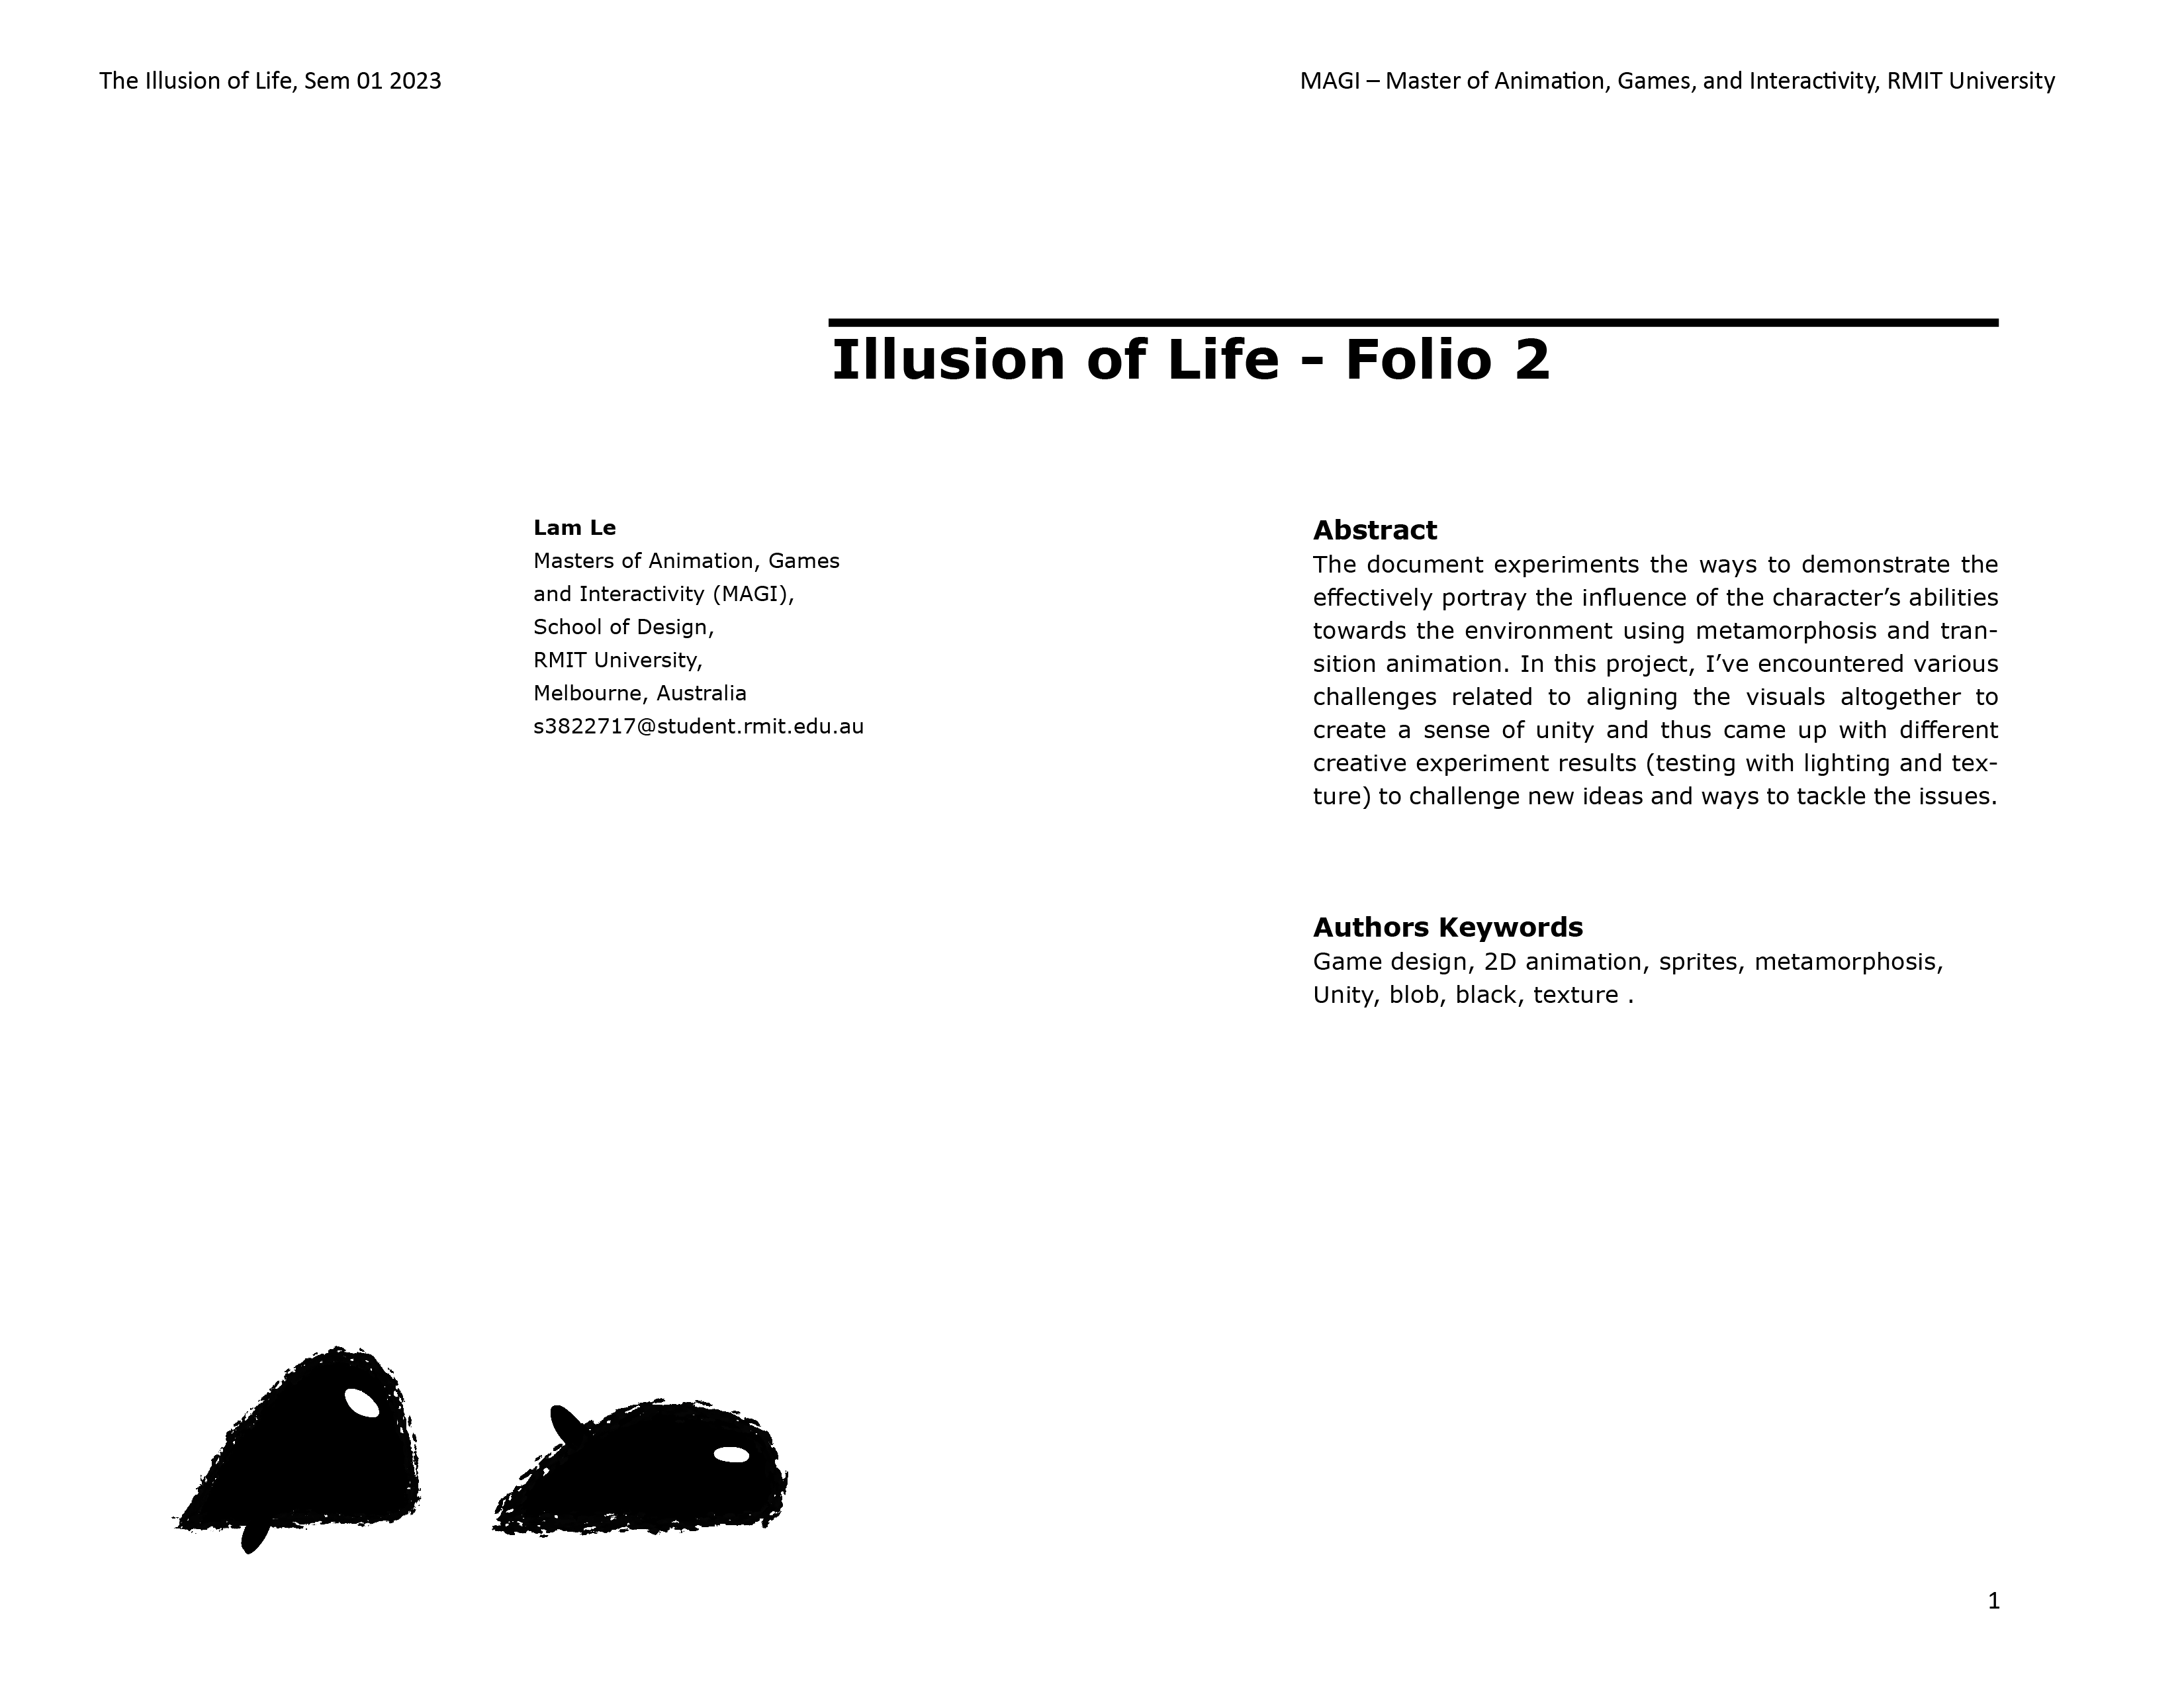 The Illusion of Life, Sem 01 2023
MAGI – Master of Animation, Games, and Interactivity, RMIT University
Illusion of Life – Folio 2
Lam Le
Masters of Animation, Games
and Interactivity (MAGI),
School of Design,
RMIT University,
Melbourne, Australia
s3822717@student.rmit.edu.au
Abstract
The document experiments the ways to demonstrate the
effectively portray the influence of the character’s abilities
towards the environment using metamorphosis and tran-
sition animation. In this project, I’ve encountered various
challenges related to aligning the visuals altogether to
create a sense of unity and thus came up with different
creative experiment results (testing with lighting and tex-
ture) to challenge new ideas and ways to tackle the issues.
Authors Keywords
Game design, 2D animation, sprites, metamorphosis,
Unity, blob, black, texture .
1